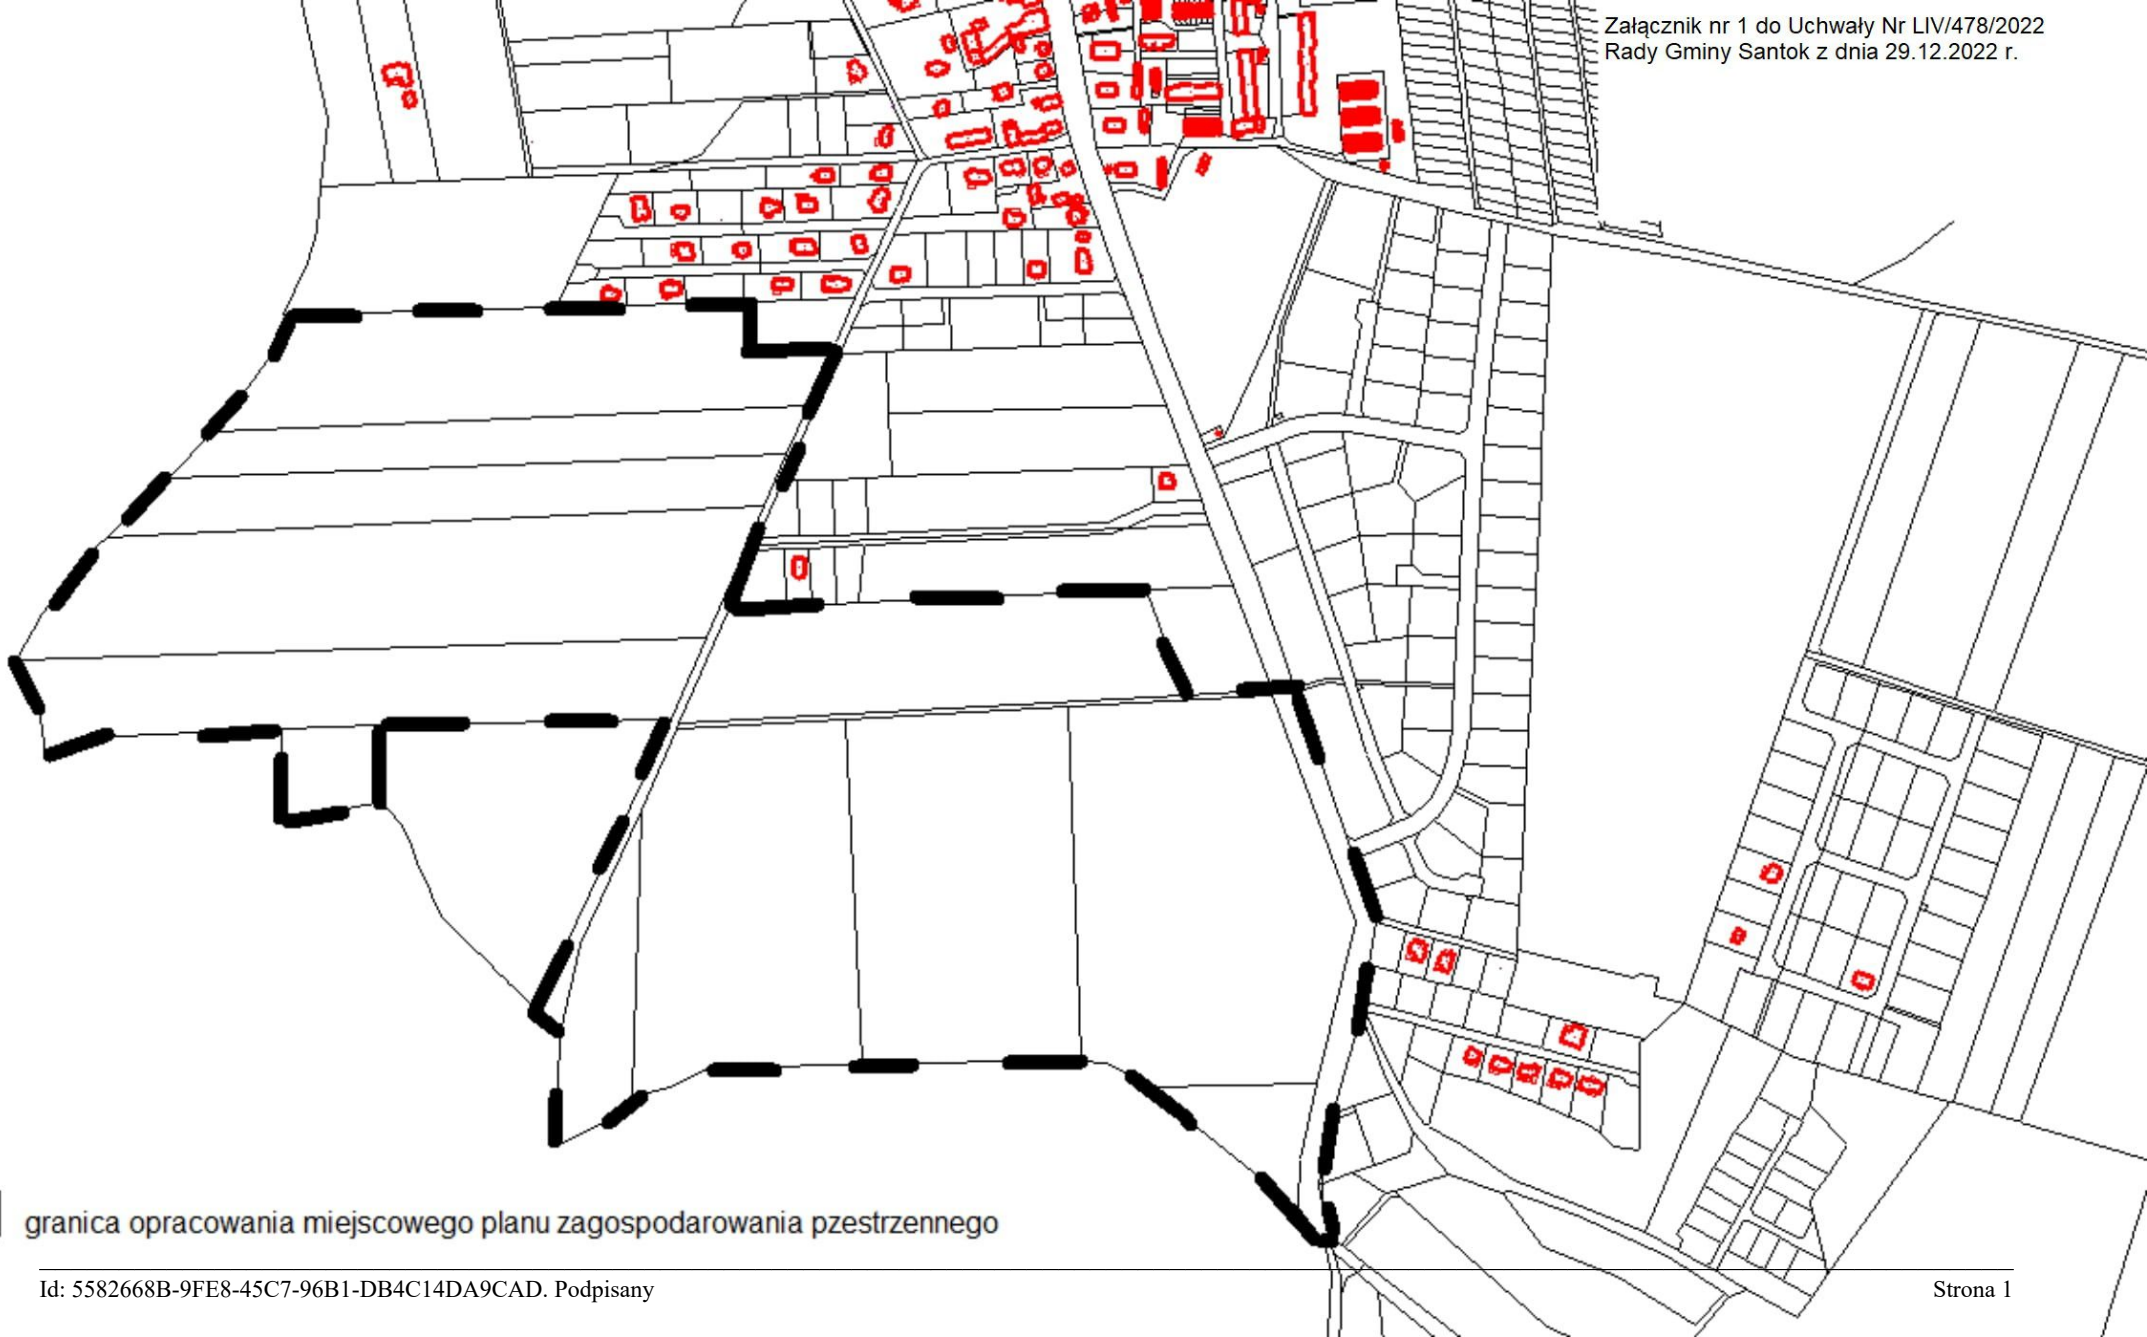 Załącznik nr 1 do Uchwały Nr LIV/478/2022
Rady Gminy Santok z dnia 29.12.2022 r.
granica opracowania miejscowego planu zagospodarowania pzestrzennego
Id: 5582668B-9FE8-45C7-96B1-DB4C14DA9CAD. Podpisany
Strona 1